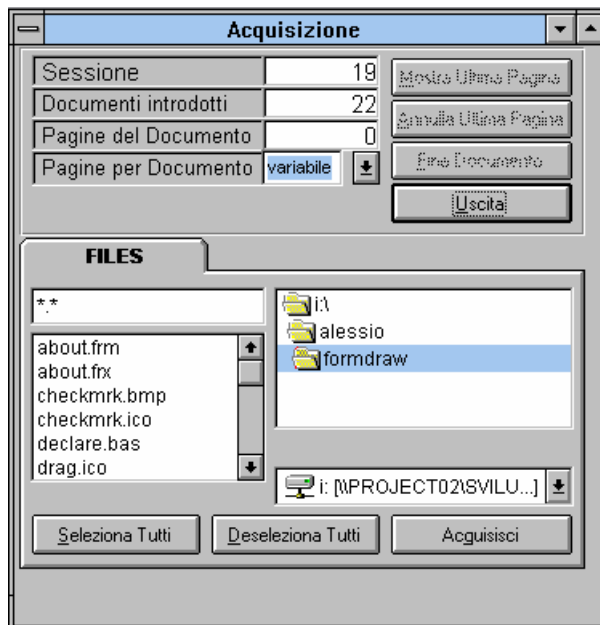 Acquisizione
Sessione 19
Mostra Ultima Pagina
Documenti introdotti 22
Annulla Ultima Pagina
Pagine del Documento 0
Fine Documento
Pagine per Documento variabile
Uscita
FILES
*.*
about.frm
about.frx
checkmrk.bmp
checkmrk.ico
declare.bas
drag.ico
i:\
alessio
formdraw
i: [\\PROJECT02\SVILU...]
Seleziona Tutti
Deseleziona Tutti
Acquisisci